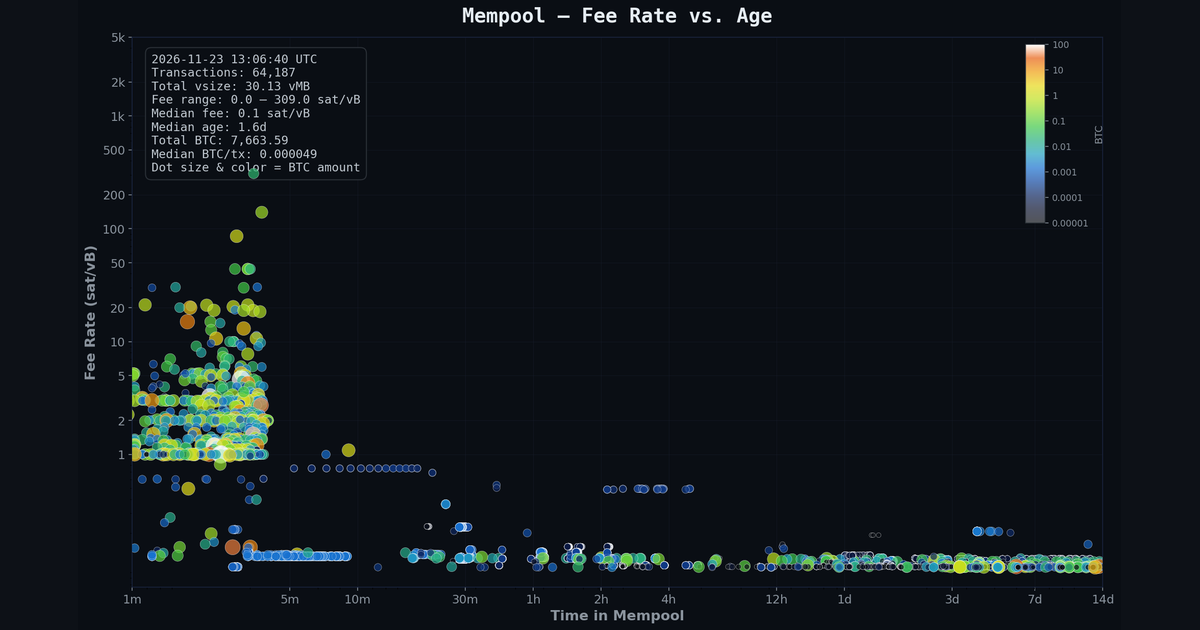 Mempool — Fee Rate vs. Age
2026-11-23 13:06:40 UTC
Transactions: 64,187
Total vsize: 30.13 vMB
Fee range: 0.0 — 309.0 sat/vB
Median fee: 0.1 sat/vB
Median age: 1.6d
Total BTC: 7,663.59
Median BTC/tx: 0.000049
Dot size & color = BTC amount
100
10
1
0.1
0.01
0.001
0.0001
0.00001
BTC
Fee Rate (sat/vB)
5k
2k
1k
500
200
100
50
20
10
5
2
1
1m
5m
10m
30m
1h
2h
4h
12h
1d
3d
7d
14d
Time in Mempool